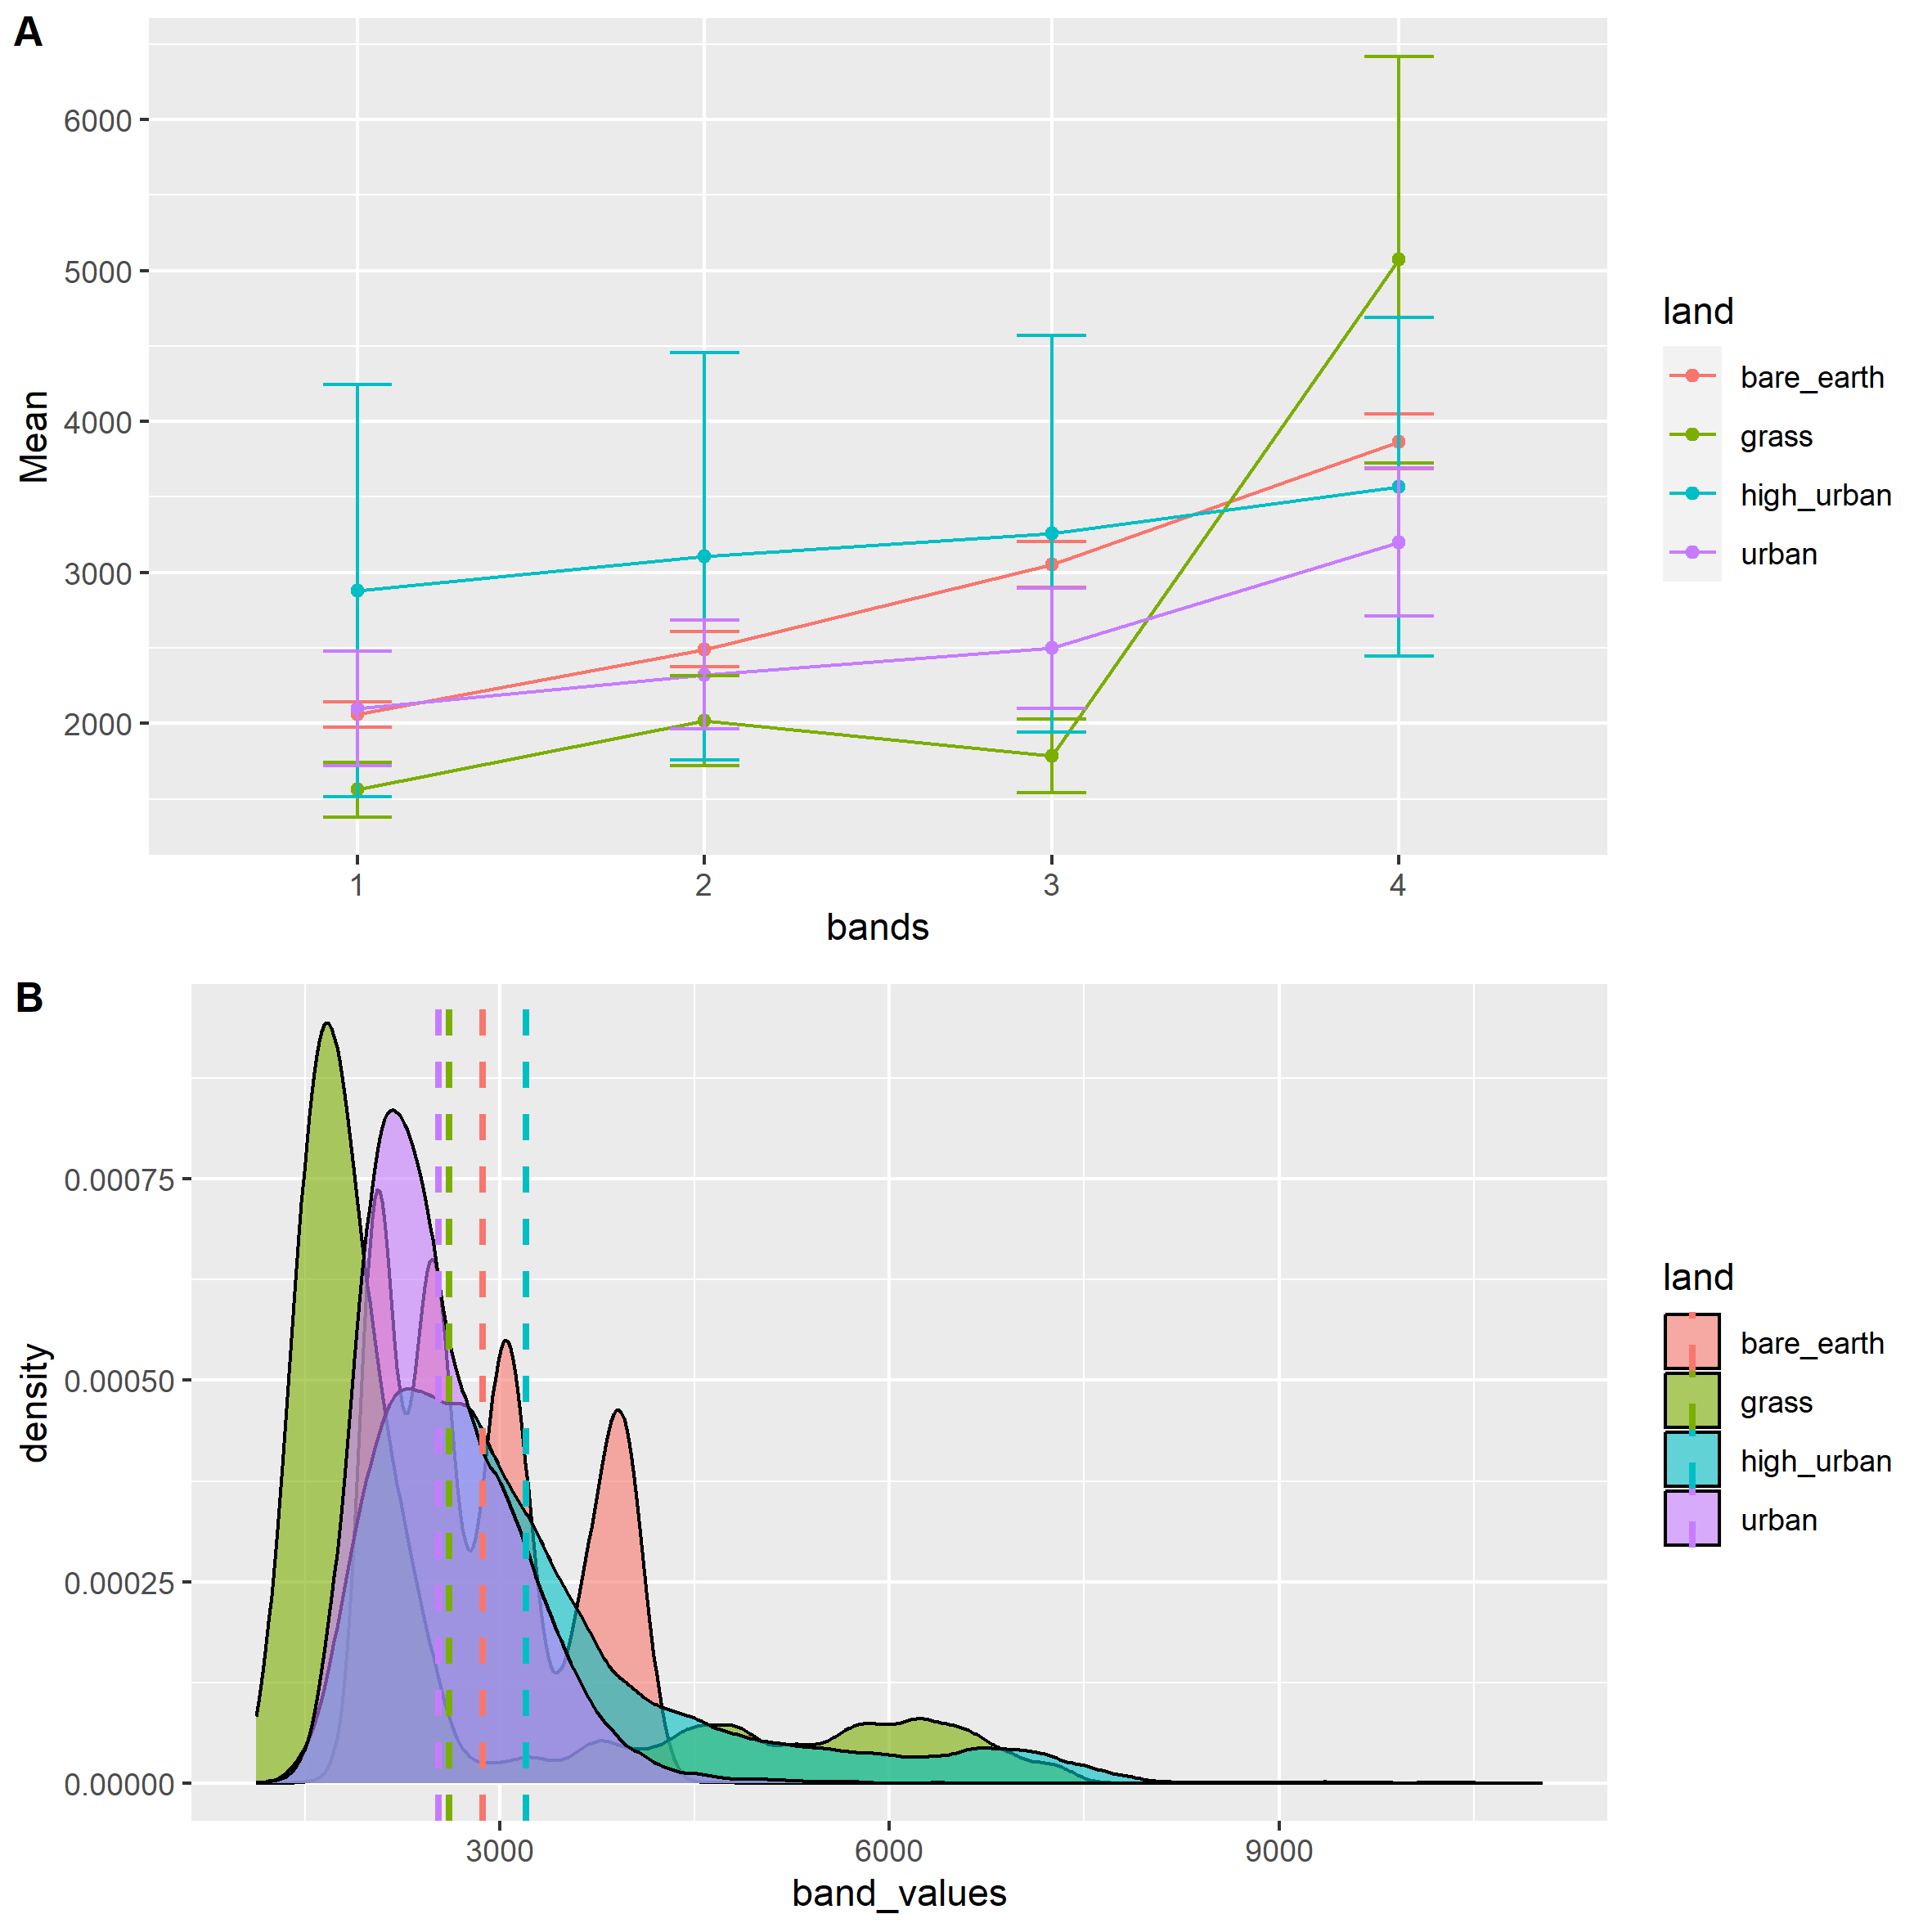 A
6000
5000
4000
3000
2000
Mean
1 2 3 4
bands
land
bare_earth
grass
high_urban
urban
B
0.00075
0.00050
0.00025
0.00000
density
3000 6000 9000
band_values
land
bare_earth
grass
high_urban
urban